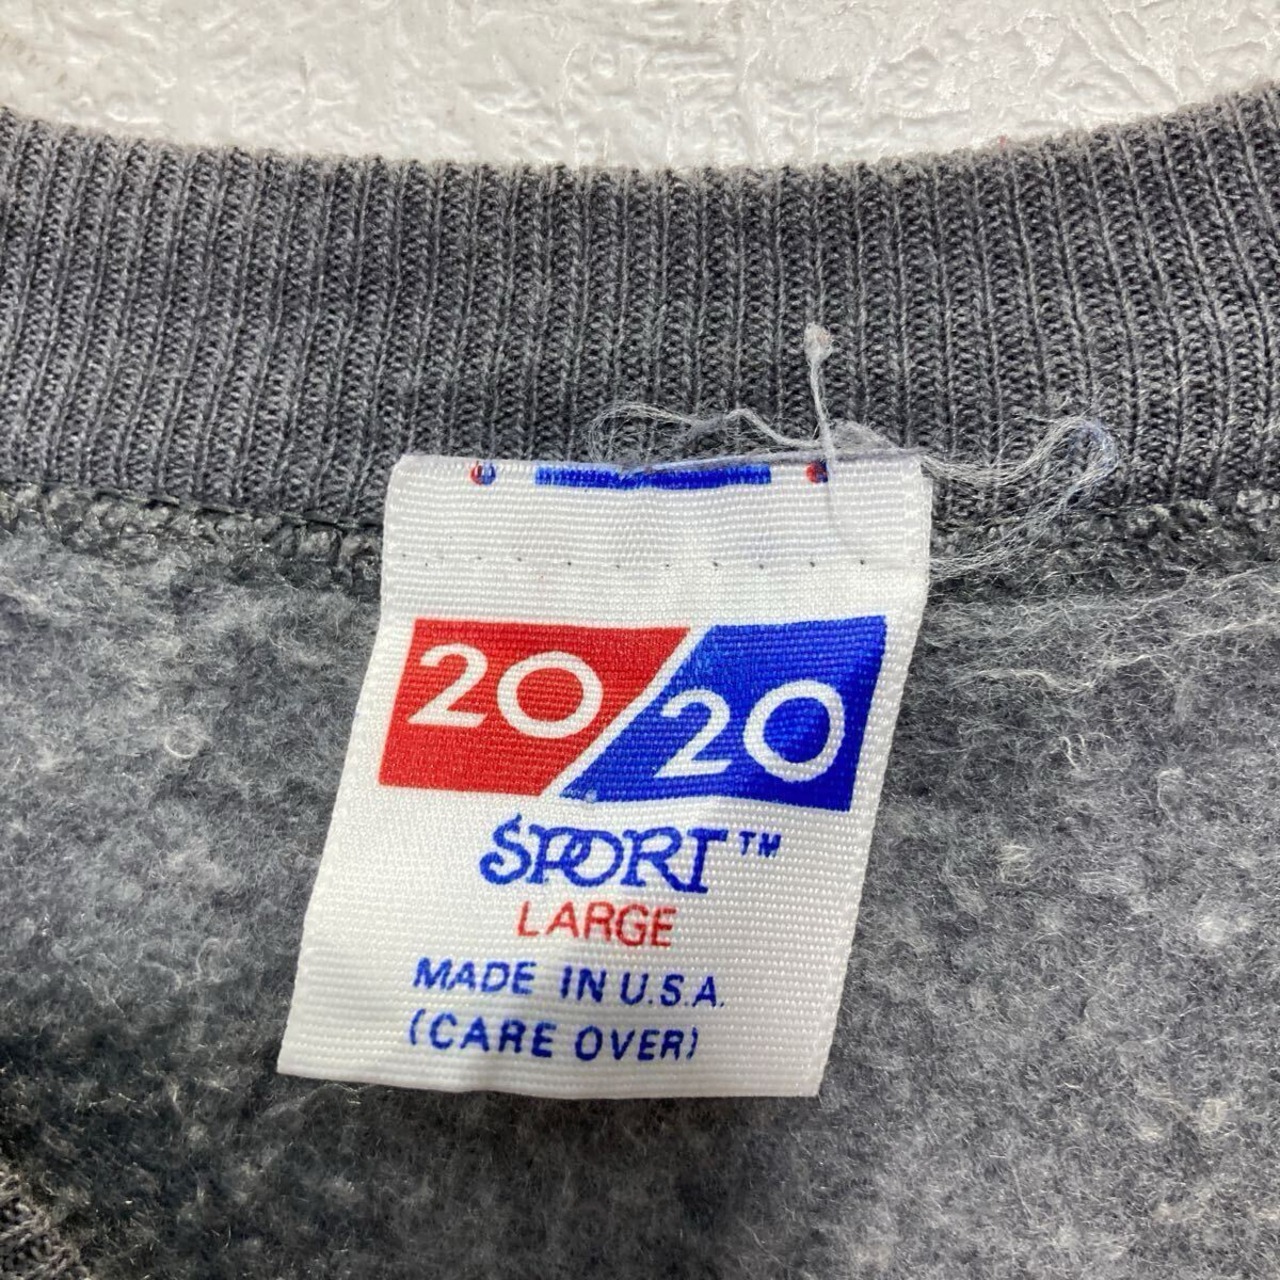 20/20
SPORT™
LARGE
MADE IN U.S.A.
(CARE OVER)